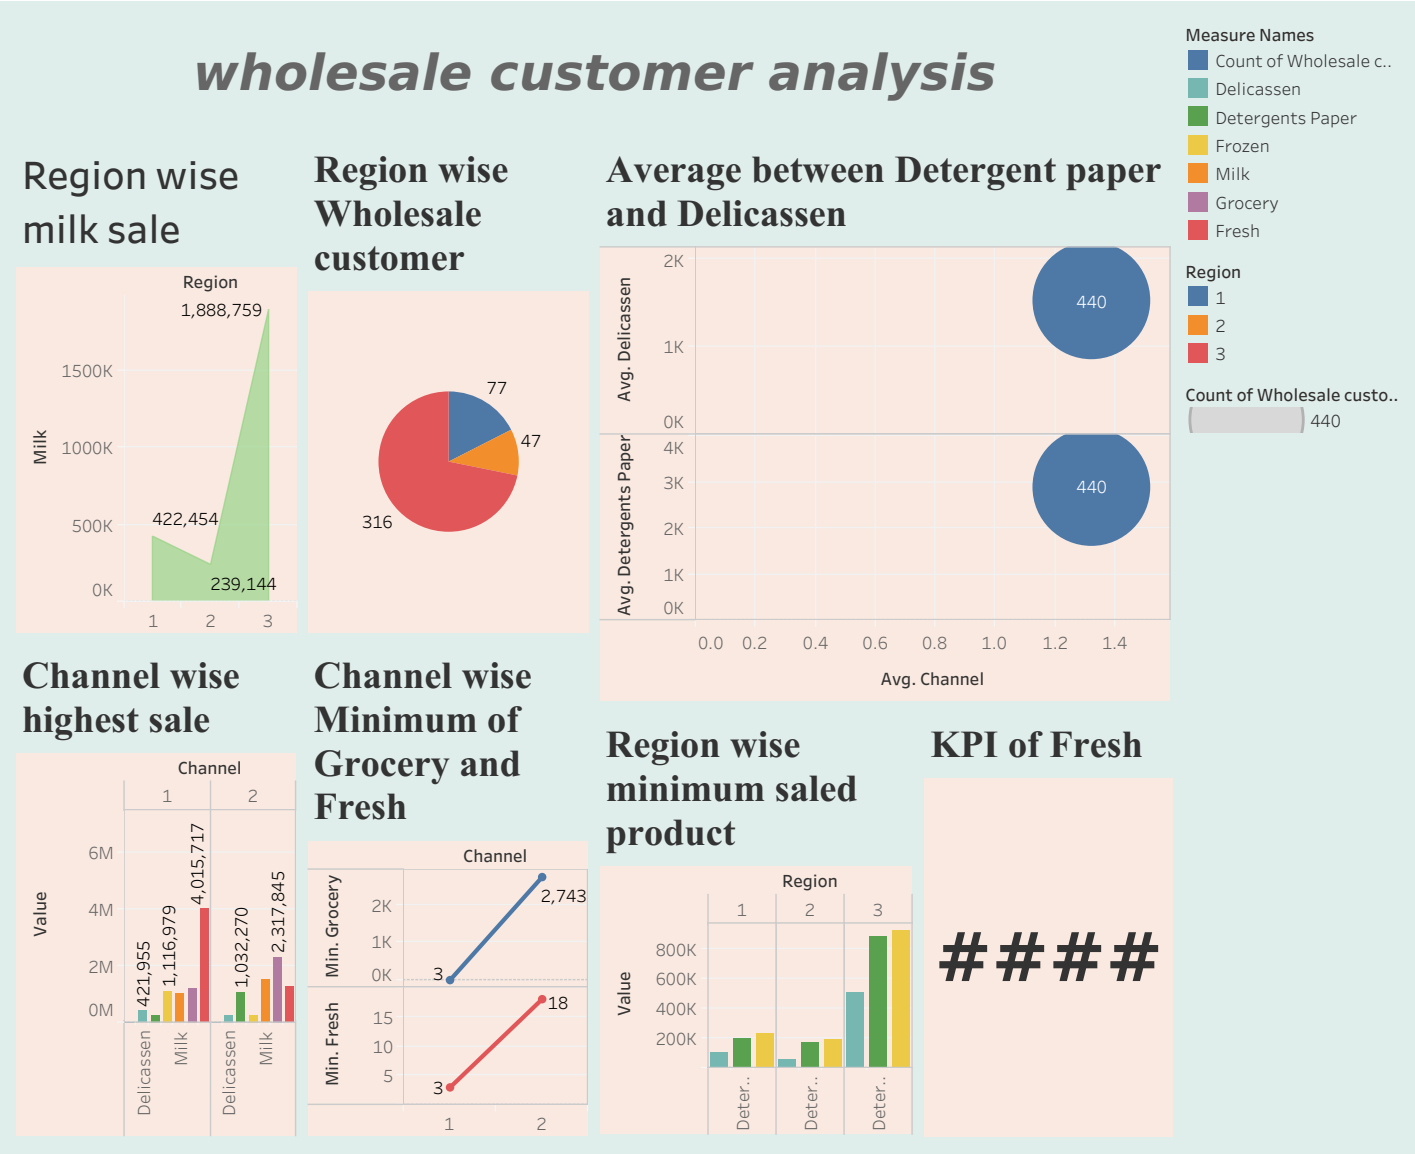 wholesale customer analysis
Measure Names
Count of Wholesale c..
Delicassen
Detergents Paper
Frozen
Milk
Grocery
Fresh
Region
1
2
3
Count of Wholesale custo..
440
Region wise
milk sale
Region
1,888,759
1500K
1000K
500K
0K
Milk
422,454
239,144
1
2
3
Region wise
Wholesale
customer
77
47
316
Average between Detergent paper
and Delicassen
Avg. Delicassen
2K
1K
0K
440
Avg. Detergents Paper
4K
3K
2K
1K
0K
440
0.0 0.2 0.4 0.6 0.8 1.0 1.2 1.4
Avg. Channel
Channel wise
highest sale
Channel
1
2
Value
6M
4M
2M
0M
421,955
1,116,979
4,015,717
1,032,270
2,317,845
Delicassen
Milk
Delicassen
Milk
Channel wise
Minimum of
Grocery and
Fresh
Channel
Min. Grocery
2K
1K
0K
3
2,743
Min. Fresh
15
10
5
3
18
1
2
Region wise
minimum saled
product
Region
1
2
3
Value
800K
600K
400K
200K
Deter..
Deter..
Deter..
KPI of Fresh
####